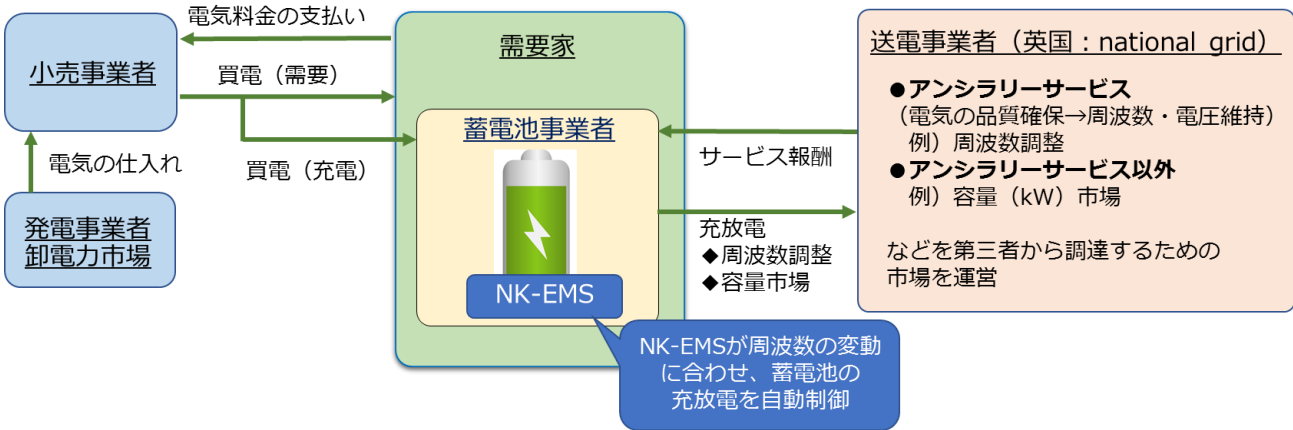 電気料金の支払い
小売事業者
買電（需要）
買電（充電）
電気の仕入れ
発電事業者
卸電力市場
需要家
蓄電池事業者
NK-EMS
NK-EMSが周波数の変動
に合わせ、蓄電池の
充放電を自動制御
サービス報酬
充放電
◆周波数調整
◆容量市場
送電事業者（英国：national grid）
●アンシラリーサービス
（電気の品質確保→周波数・電圧維持）
例）周波数調整
●アンシラリーサービス以外
例）容量（kW）市場
などを第三者から調達するための
市場を運営